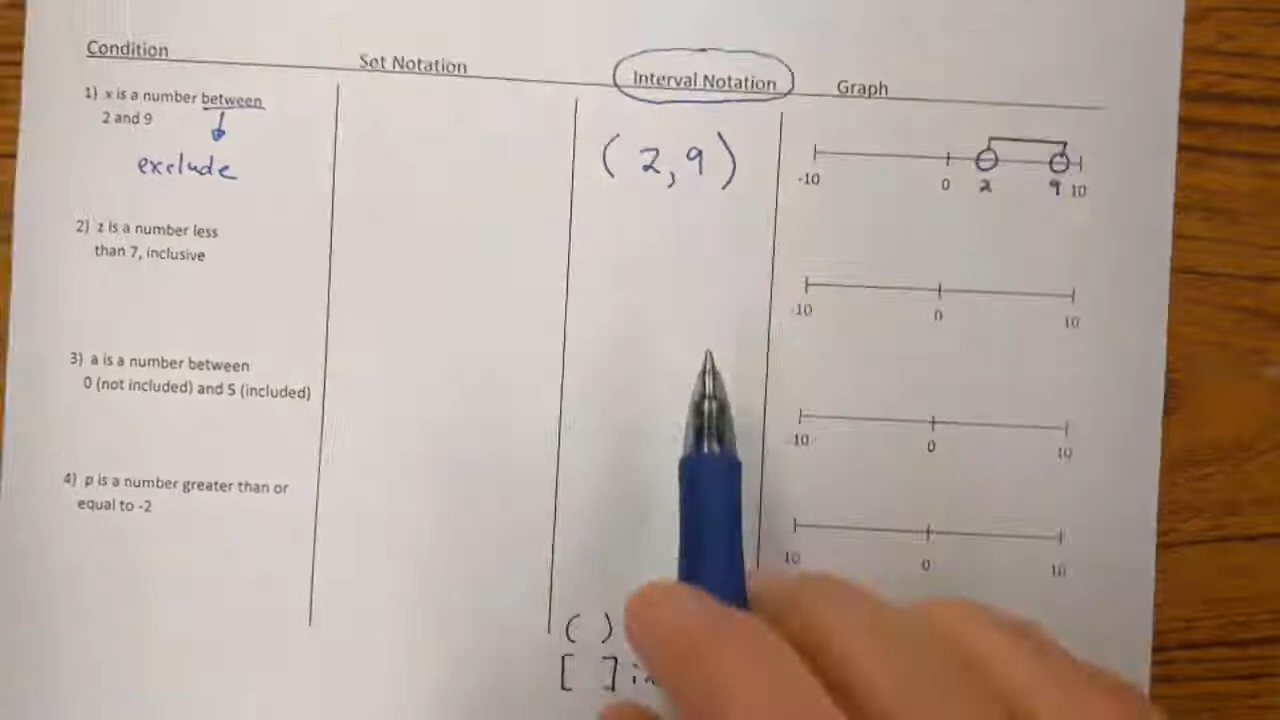 Condition
Set Notation
Interval Notation
Graph
1) x is a number between
2 and 9
exclude
(2,9)
-10 0 2 9 10
2) z is a number less
than 7, inclusive
-10 0 10
3) a is a number between
0 (not included) and 5 (included)
-10 0 10
4) p is a number greater than or
equal to -2
10 0 10
( )
[ ]